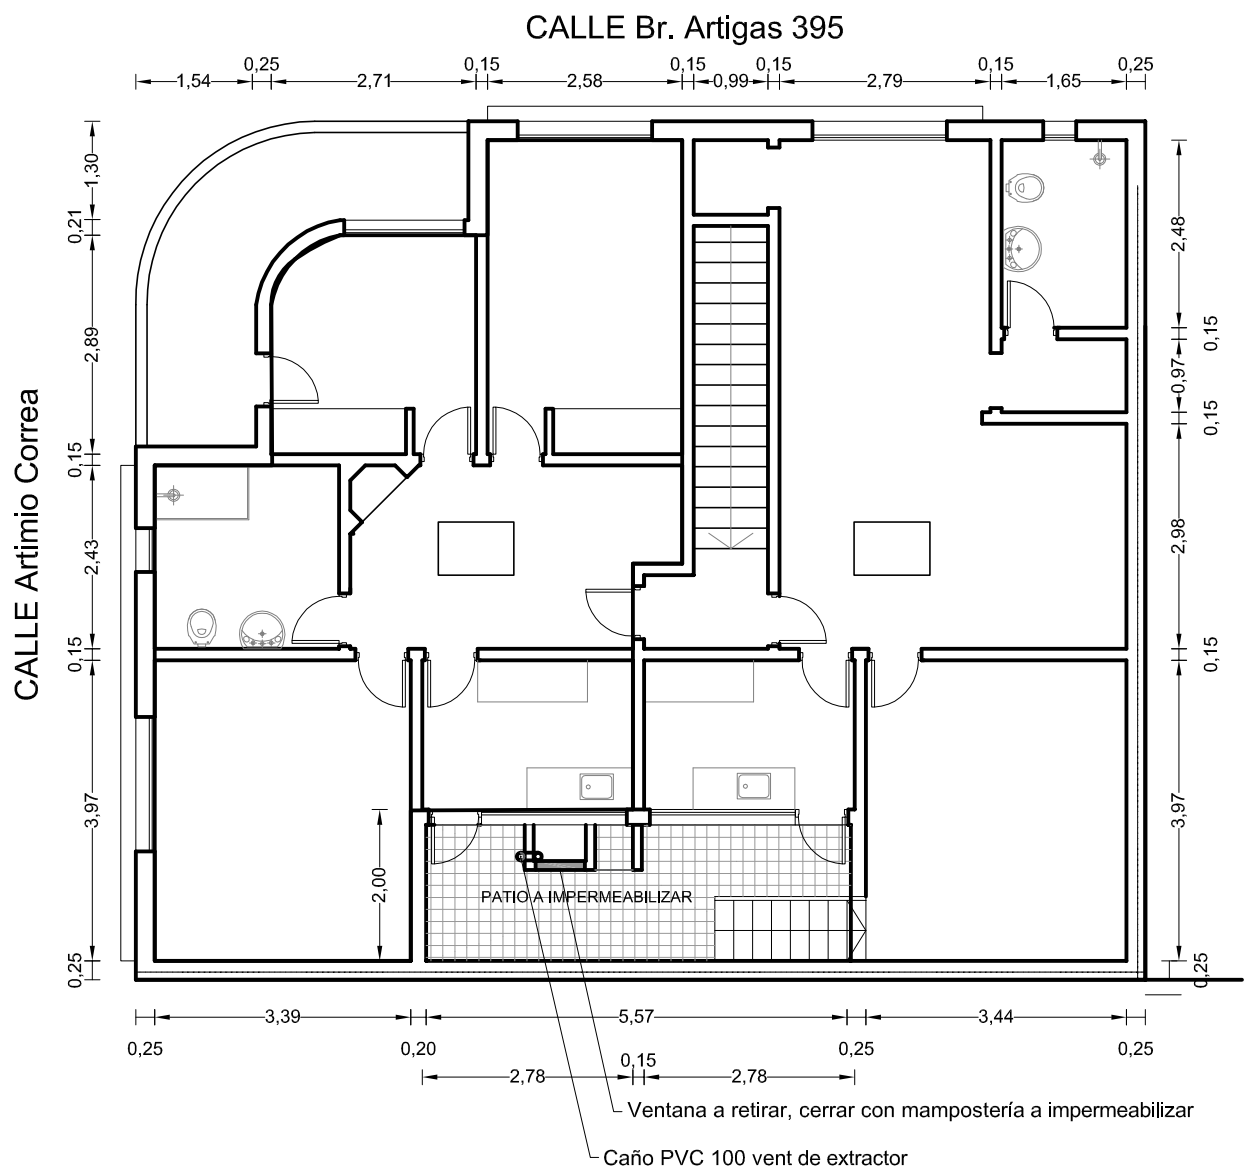 CALLE Br. Artigas 395
0,25 0,15 0,15 0,15 0,15 0,25
1,54 2,71 2,58 0,99 2,79 1,65
1,30
0,21
2,89
0,15
2,43
0,15
3,97
0,25
CALLE Artimio Correa
2,48
0,15
0,97
0,15
2,98
0,15
3,97
0,25
2,00
PATIO A IMPERMEABILIZAR
3,39 5,57 3,44
0,25 0,20 0,15 0,25 0,25
2,78 2,78
Ventana a retirar, cerrar con mampostería a impermeabilizar
Caño PVC 100 vent de extractor